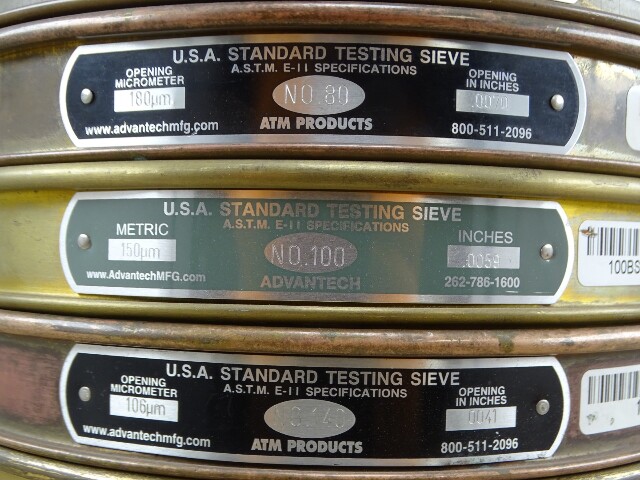 U.S.A. STANDARD TESTING SIEVE
A.S.T.M. E-11 SPECIFICATIONS
OPENING
MICROMETER
180µm
NO.80
OPENING
IN INCHES
.0070
www.advantechmfg.com
ATM PRODUCTS
800-511-2096
U.S.A. STANDARD TESTING SIEVE
A.S.T.M. E-11 SPECIFICATIONS
METRIC
150µm
NO.100
INCHES
.0059
www.AdvantechMFG.com
ADVANTECH
262-786-1600
100BS
U.S.A. STANDARD TESTING SIEVE
A.S.T.M. E-11 SPECIFICATIONS
OPENING
MICROMETER
106µm
OPENING
IN INCHES
.0041
www.advantechmfg.com
ATM PRODUCTS
800-511-2096